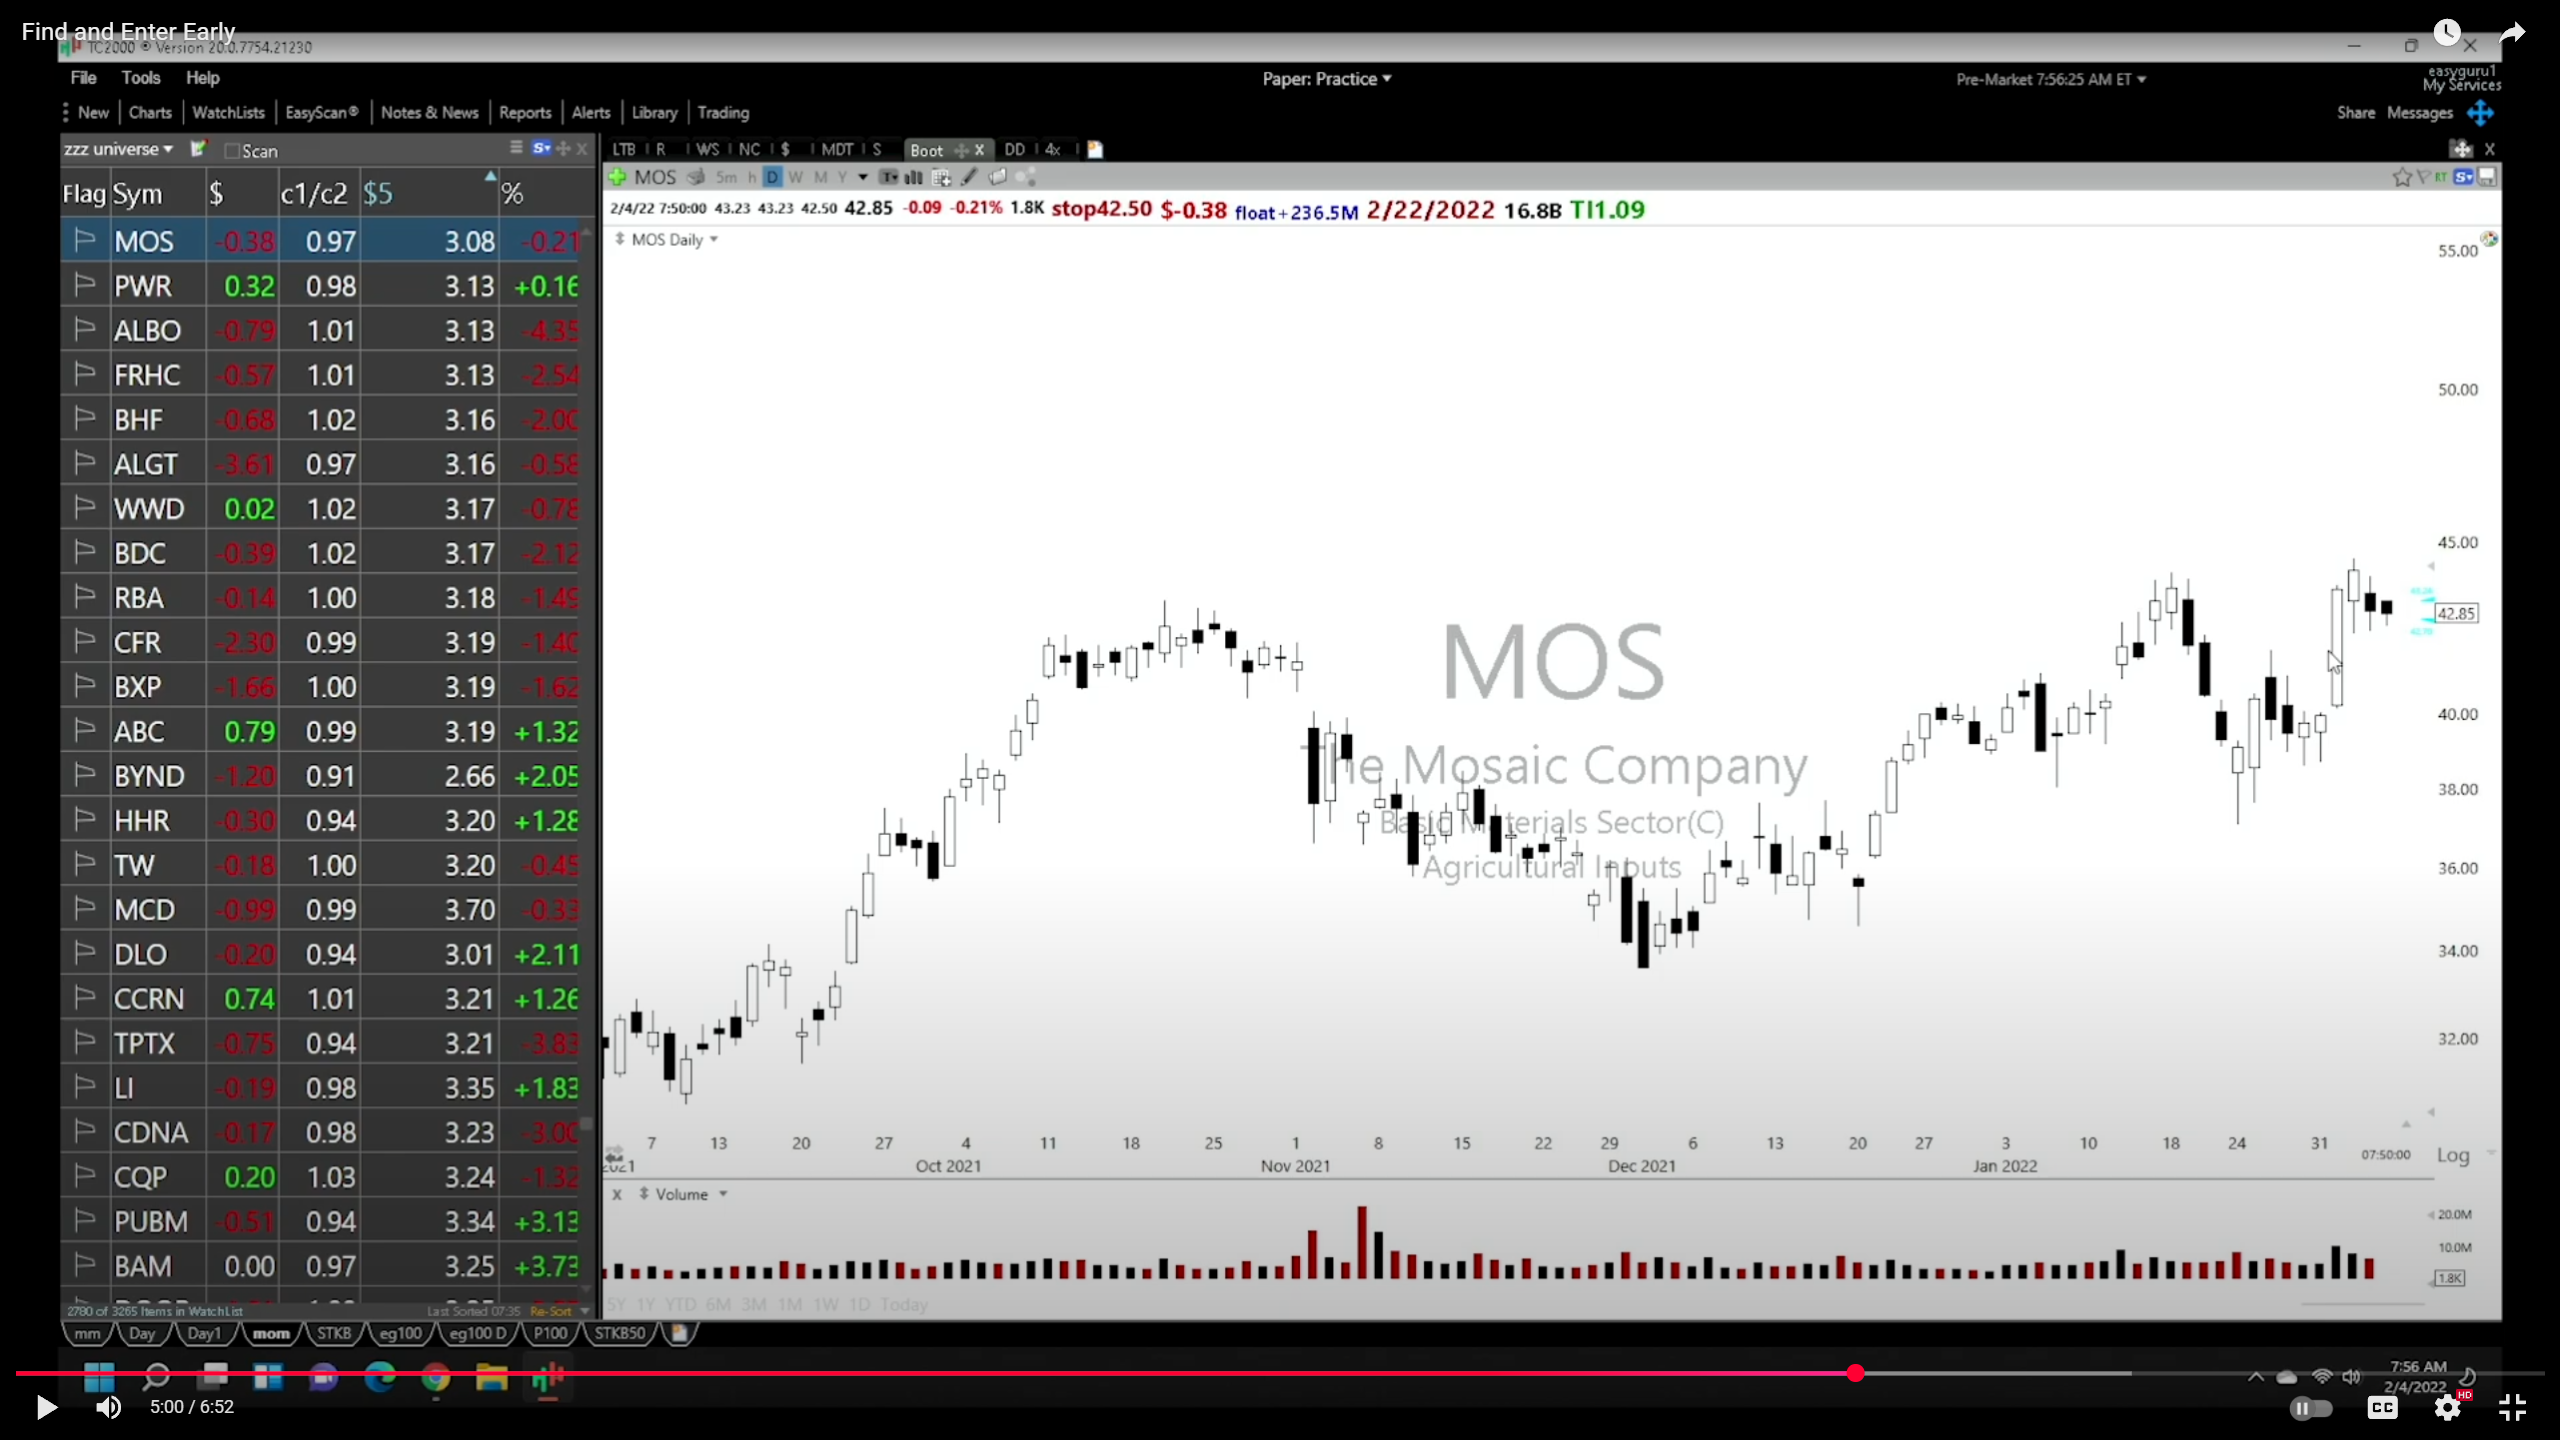 Find and Enter Early
TC2000 ® Version 20.0.7754.21230
File Tools Help
Paper: Practice
Pre-Market 7:56:25 AM ET
easyguru1
My Services
New Charts WatchLists EasyScan® Notes & News Reports Alerts Library Trading
Share Messages
zzz universe Scan
LTB R WS NC $ MDT S Boot X DD 4x
MOS 5m h D W M Y
RT
Flag Sym $ c1/c2 $5 %
2/4/22 7:50:00 43.23 43.23 42.50 42.85 -0.09 -0.21% 1.8K stop42.50 $-0.38 float+236.5M 2/22/2022 16.8B TI1.09
MOS Daily
MOS -0.38 0.97 3.08 -0.21
PWR 0.32 0.98 3.13 +0.16
ALBO -0.79 1.01 3.13 -4.35
FRHC -0.57 1.01 3.13 -2.54
BHF -0.68 1.02 3.16 -2.00
ALGT -3.61 0.97 3.16 -0.58
WWD 0.02 1.02 3.17 -0.78
BDC -0.39 1.02 3.17 -2.12
RBA -0.14 1.00 3.18 -1.49
CFR -2.30 0.99 3.19 -1.40
BXP -1.66 1.00 3.19 -1.62
ABC 0.79 0.99 3.19 +1.32
BYND -1.20 0.91 2.66 +2.05
HHR -0.30 0.94 3.20 +1.28
TW -0.18 1.00 3.20 -0.45
MCD -0.99 0.99 3.70 -0.33
DLO -0.20 0.94 3.01 +2.11
CCRN 0.74 1.01 3.21 +1.26
TPTX -0.75 0.94 3.21 -3.83
LI -0.19 0.98 3.35 +1.83
CDNA -0.17 0.98 3.23 -3.00
CQP 0.20 1.03 3.24 -1.32
PUBM -0.51 0.94 3.34 +3.13
BAM 0.00 0.97 3.25 +3.73
2780 of 3265 Items in WatchList Last Sorted 07:35 Re-Sort
mm Day Day1 mom STKB eg100 eg100 D P100 STKB50
MOS
The Mosaic Company
Basic Materials Sector(C)
Agricultural Inputs
55.00
50.00
45.00
42.85
40.00
38.00
36.00
34.00
32.00
7 13 20 27 4 11 18 25 1 8 15 22 29 6 13 20 27 3 10 18 24 31 07:50:00 Log
2021 Oct 2021 Nov 2021 Dec 2021 Jan 2022
X Volume
20.0M
10.0M
1.8K
5Y 1Y YTD 6M 3M 1M 1W 1D Today
7:56 AM
2/4/2022
5:00 / 6:52
CC
HD